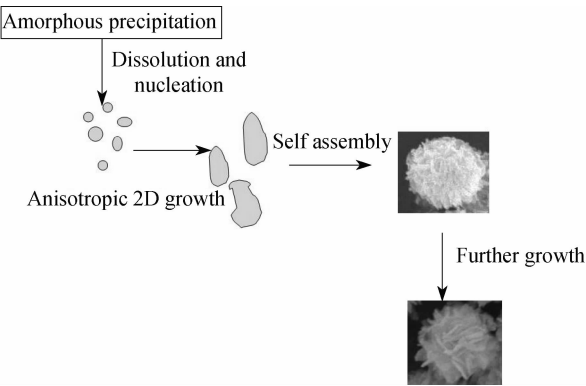 Amorphous precipitation
Dissolution and
nucleation
Self assembly
Anisotropic 2D growth
Further growth